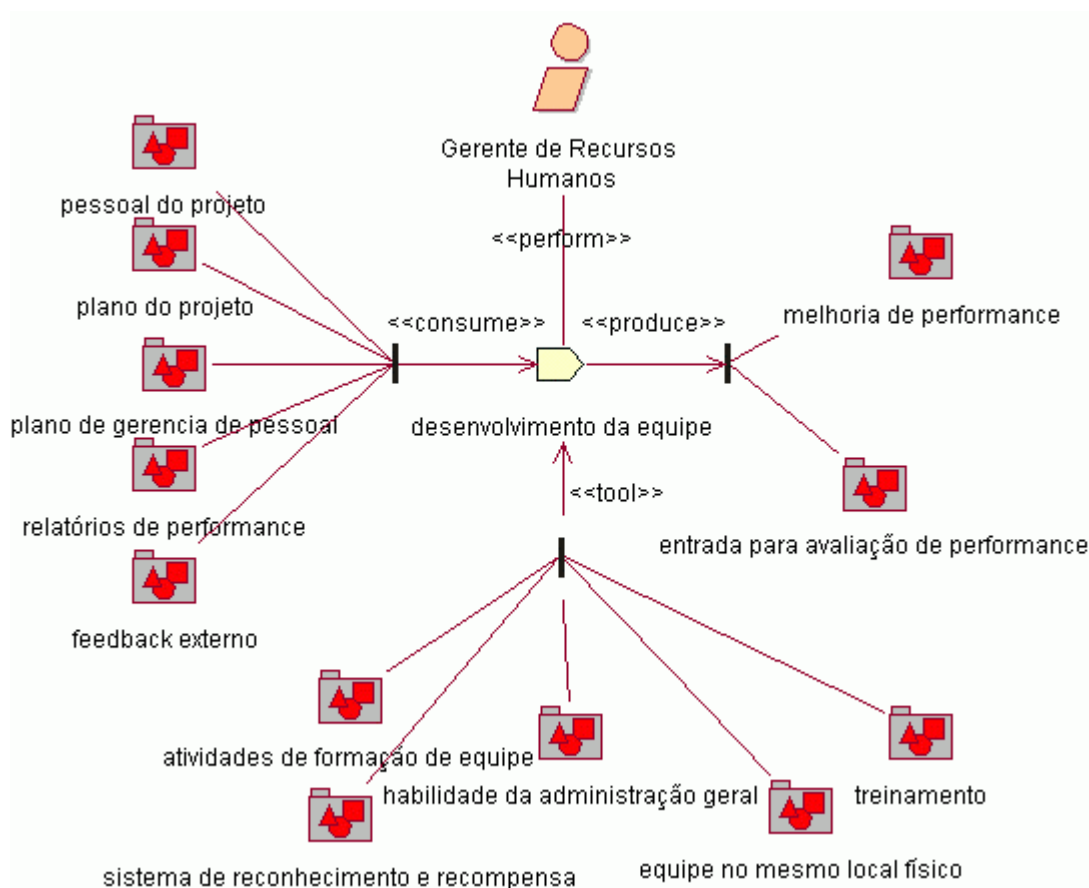 Gerente de Recursos
Humanos
pessoal do projeto
<<perform>>
plano do projeto
melhoria de performance
<<consume>>
<<produce>>
plano de gerencia de pessoal
desenvolvimento da equipe
<<tool>>
relatórios de performance
entrada para avaliação de performance
feedback externo
atividades de formação de equipe
habilidade da administração geral
treinamento
sistema de reconhecimento e recompensa
equipe no mesmo local físico